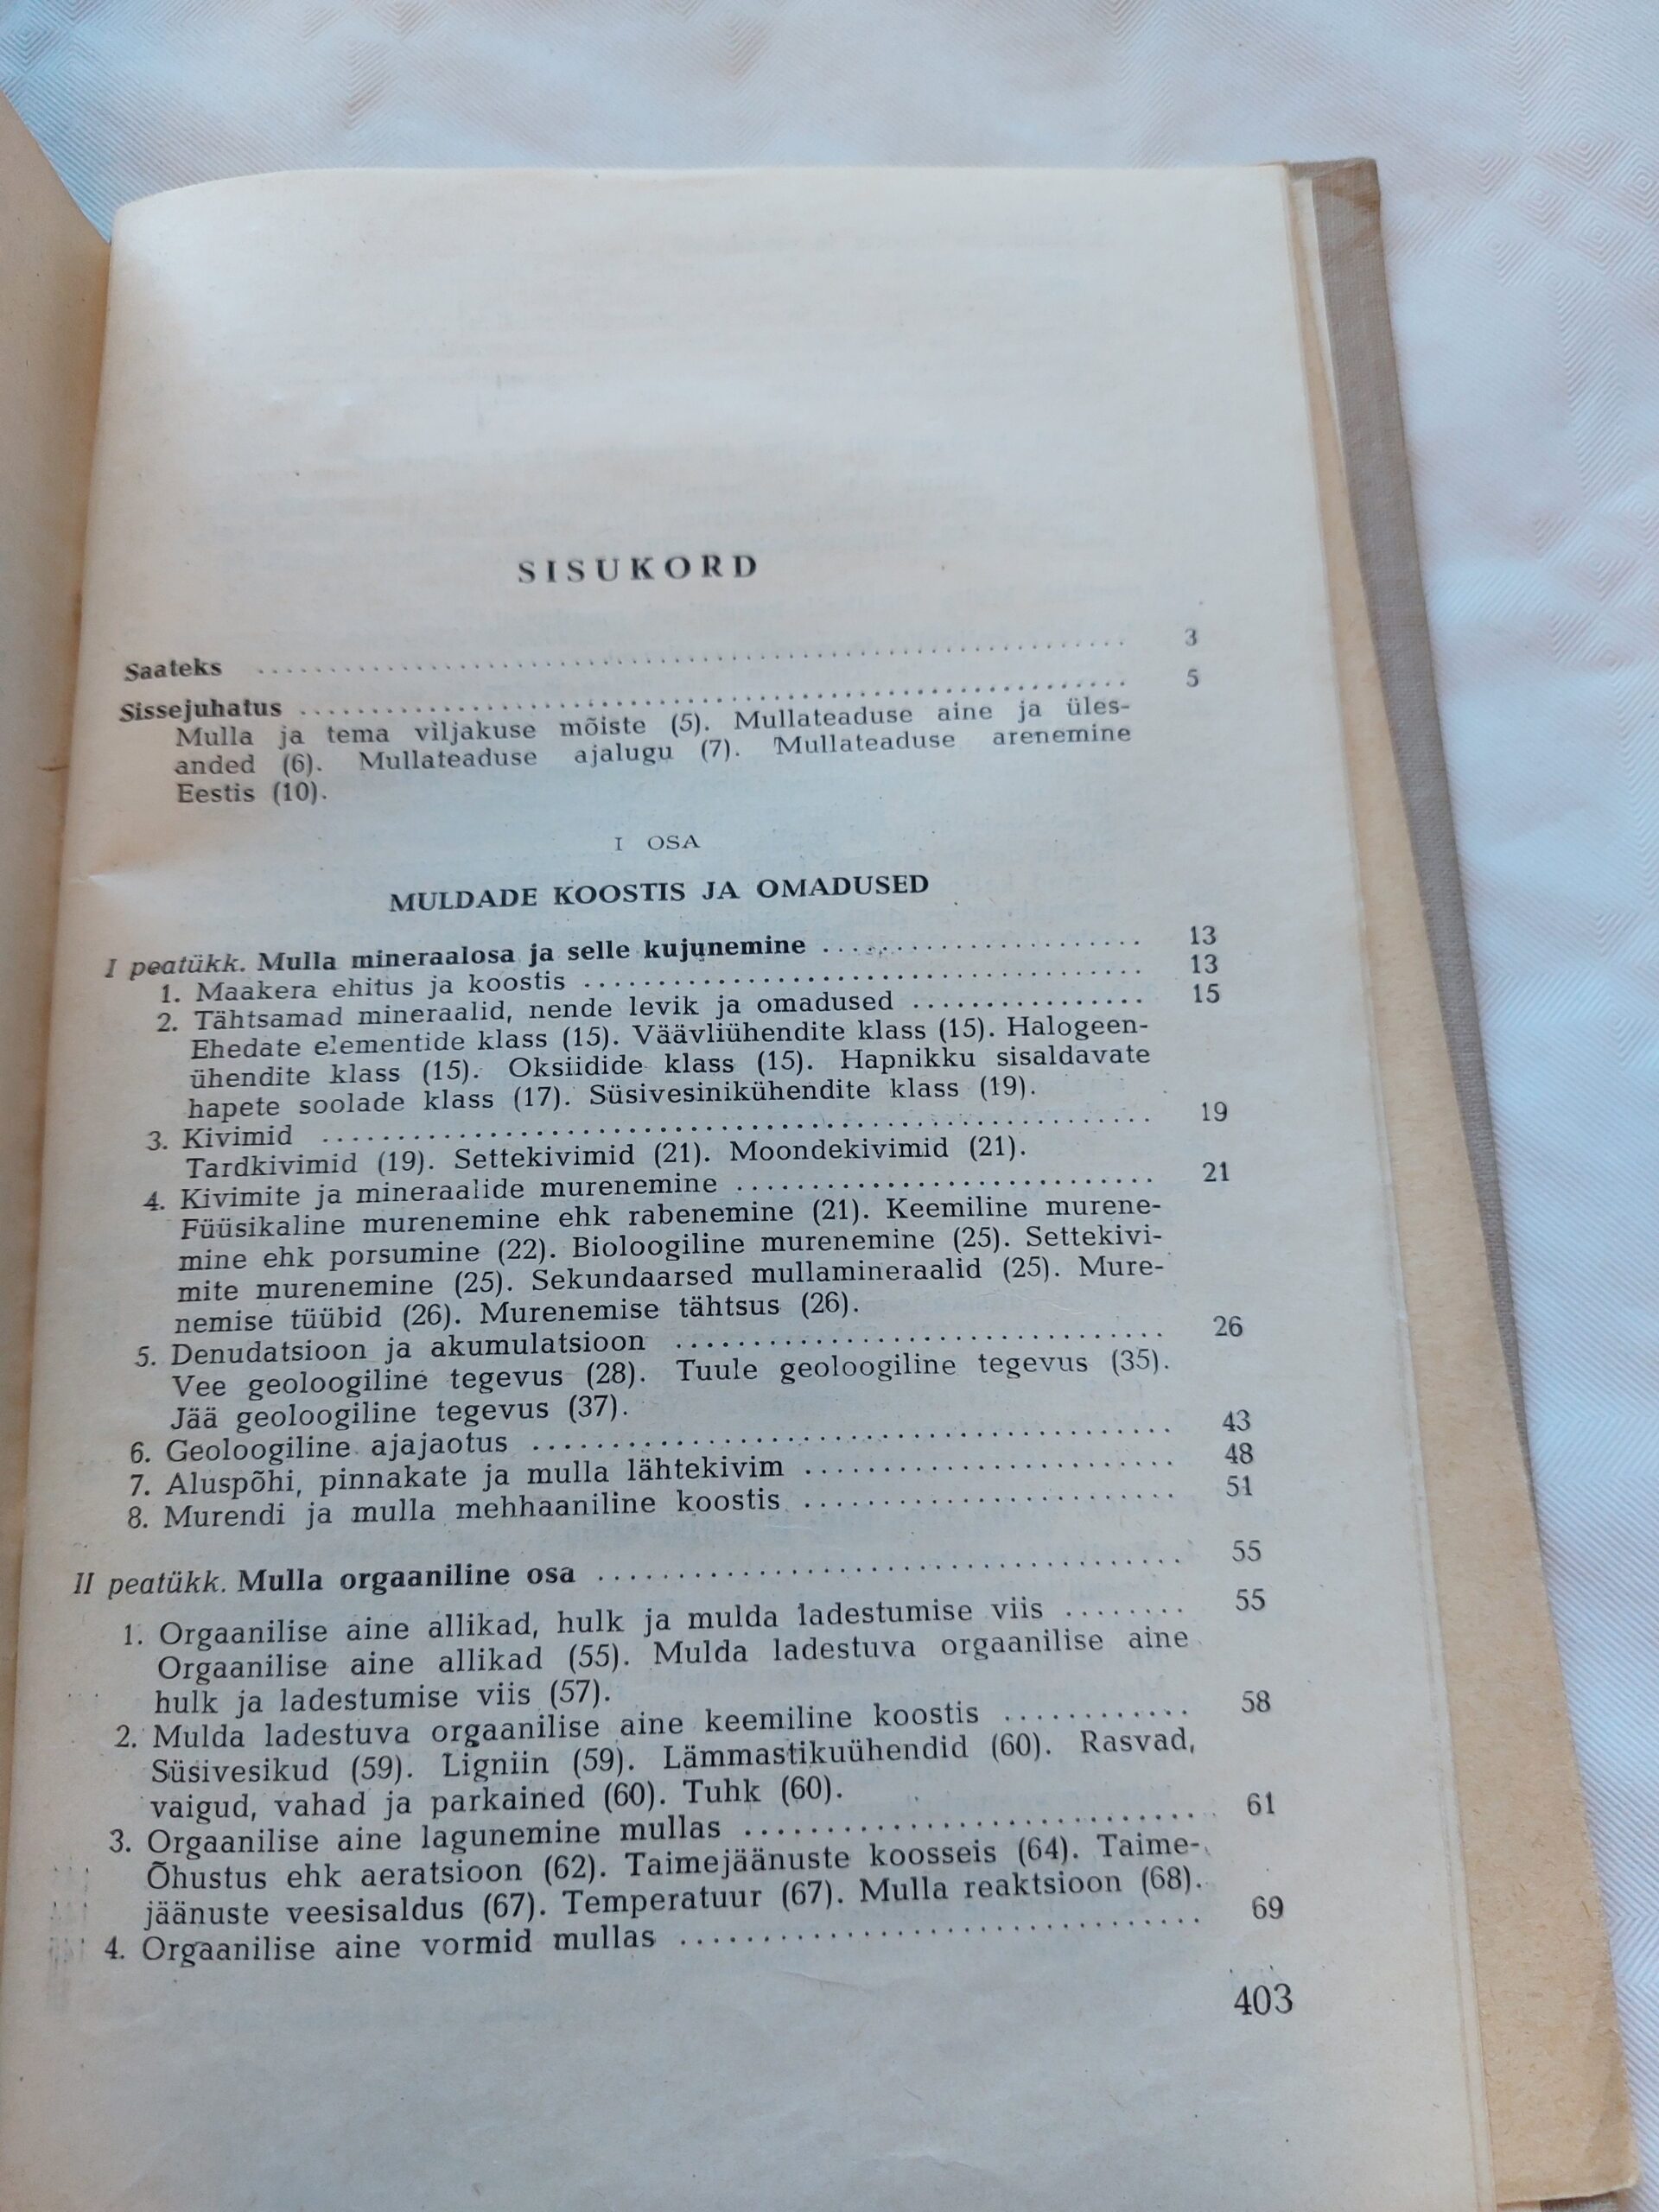 SISUKORD
Saateks .......... 3
Sissejuhatus .......... 5
Mulla ja tema viljakuse mõiste (5). Mullateaduse aine ja üles-
anded (6). Mullateaduse ajalugu (7). Mullateaduse arenemine
Eestis (10).
I OSA
MULDADE KOOSTIS JA OMADUSED
I peatükk. Mulla mineraalosa ja selle kujunemine .......... 13
1. Maakera ehitus ja koostis .......... 13
2. Tähtsamad mineraalid, nende levik ja omadused .......... 15
Ehedate elementide klass (15). Väävliühendite klass (15). Halogeen-
ühendite klass (15). Oksiidide klass (15). Hapnikku sisaldavate
hapete soolade klass (17). Süsivesinikühendite klass (19).
3. Kivimid .......... 19
Tardkivimid (19). Settekivimid (21). Moondekivimid (21).
4. Kivimite ja mineraalide murenemine .......... 21
Füüsikaline murenemine ehk rabenemine (21). Keemiline murene-
mine ehk porsumine (22). Bioloogiline murenemine (25). Settekivi-
mite murenemine (25). Sekundaarsed mullamineraalid (25). Mure-
nemise tüübid (26). Murenemise tähtsus (26).
5. Denudatsioon ja akumulatsioon .......... 26
Vee geoloogiline tegevus (28). Tuule geoloogiline tegevus (35).
Jää geoloogiline tegevus (37).
6. Geoloogiline ajajaotus .......... 43
7. Aluspõhi, pinnakate ja mulla lähtekivim .......... 48
8. Murendi ja mulla mehhaaniline koostis .......... 51
II peatükk. Mulla orgaaniline osa .......... 55
1. Orgaanilise aine allikad, hulk ja mulda ladestumise viis .......... 55
Orgaanilise aine allikad (55). Mulda ladestuva orgaanilise aine
hulk ja ladestumise viis (57).
2. Mulda ladestuva orgaanilise aine keemiline koostis .......... 58
Süsivesikud (59). Ligniin (59). Lämmastikuühendid (60). Rasvad,
vaigud, vahad ja parkained (60). Tuhk (60).
3. Orgaanilise aine lagunemine mullas .......... 61
Õhustus ehk aeratsioon (62). Taimejäänuste koosseis (64). Taime-
jäänuste veesisaldus (67). Temperatuur (67). Mulla reaktsioon (68).
4. Orgaanilise aine vormid mullas .......... 69
403